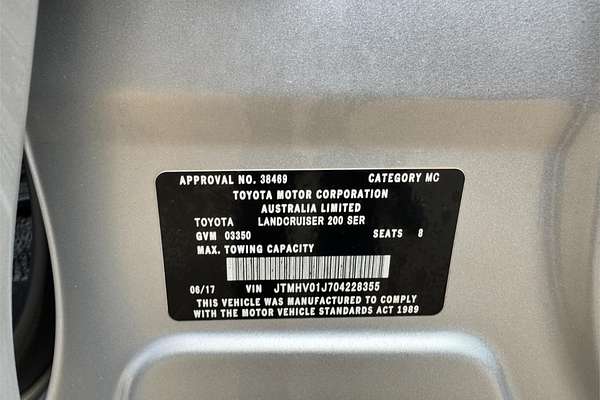 APPROVAL NO. 38469 CATEGORY MC
TOYOTA MOTOR CORPORATION
AUSTRALIA LIMITED
TOYOTA LANDCRUISER 200 SER
GVM 03350 SEATS 8
MAX. TOWING CAPACITY
06/17 VIN JTMHV01J704228355
THIS VEHICLE WAS MANUFACTURED TO COMPLY
WITH THE MOTOR VEHICLE STANDARDS ACT 1989